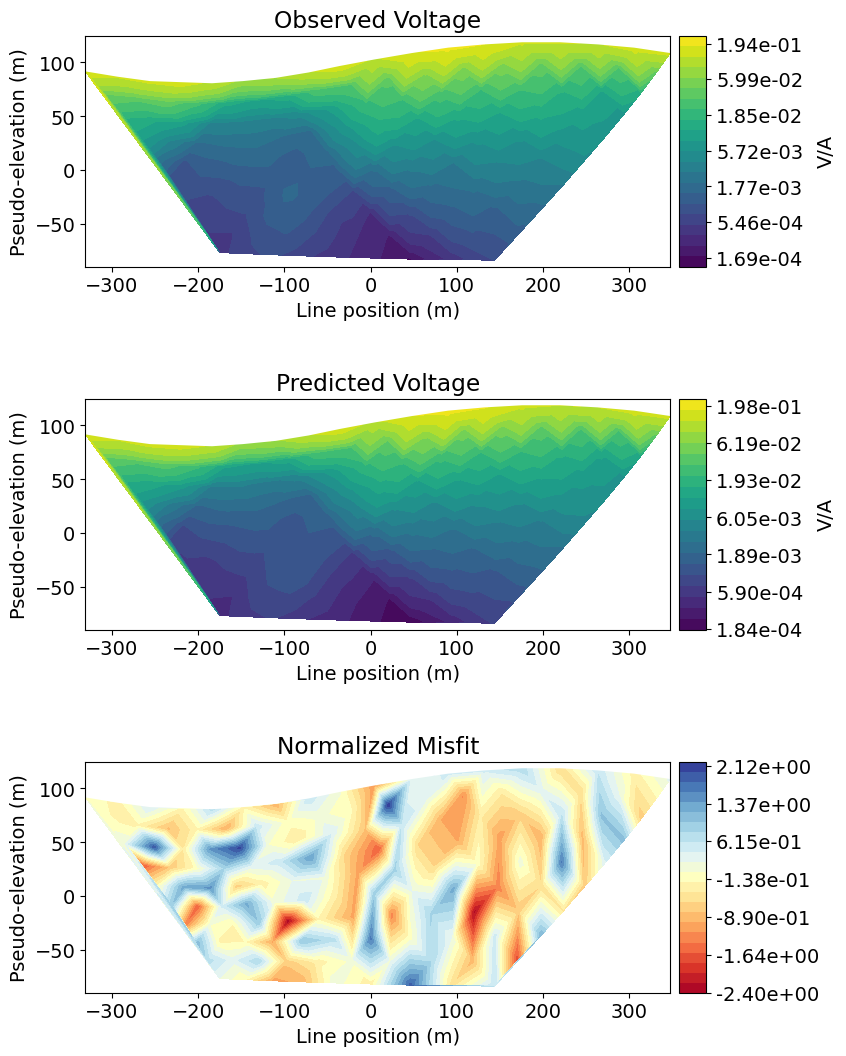 Observed Voltage
Pseudo-elevation (m)
100
50
0
−50
−300
−200
−100
0
100
200
300
Line position (m)
1.94e-01
5.99e-02
1.85e-02
5.72e-03
1.77e-03
5.46e-04
1.69e-04
V/A
Predicted Voltage
Pseudo-elevation (m)
100
50
0
−50
−300
−200
−100
0
100
200
300
Line position (m)
1.98e-01
6.19e-02
1.93e-02
6.05e-03
1.89e-03
5.90e-04
1.84e-04
V/A
Normalized Misfit
Pseudo-elevation (m)
100
50
0
−50
−300
−200
−100
0
100
200
300
Line position (m)
2.12e+00
1.37e+00
6.15e-01
-1.38e-01
-8.90e-01
-1.64e+00
-2.40e+00